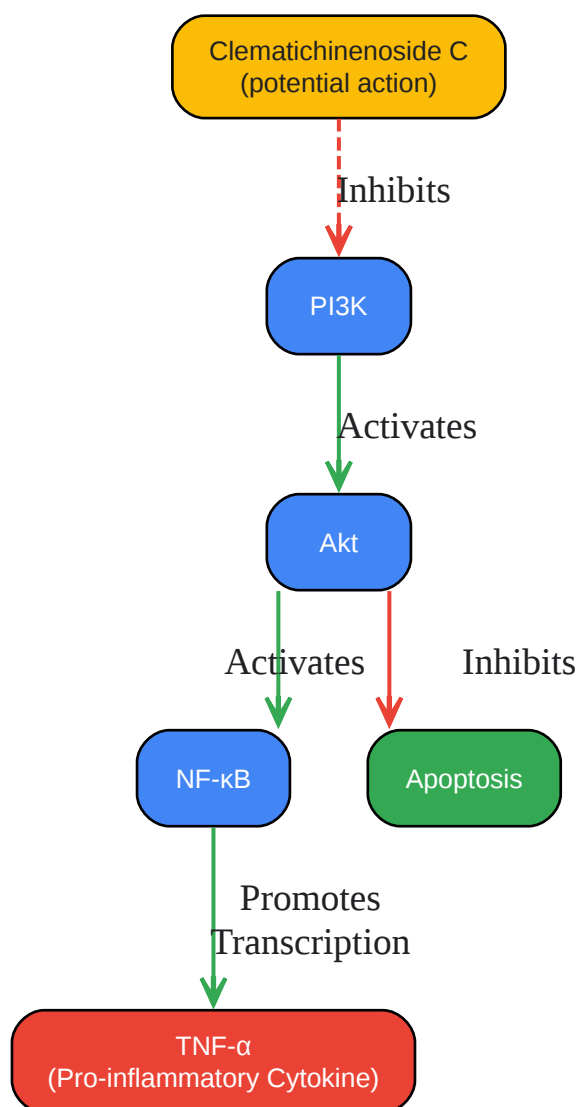 Clematichinenoside C
(potential action)
Inhibits
PI3K
Activates
Akt
Activates
Inhibits
NF-κB
Apoptosis
Promotes
Transcription
TNF-α
(Pro-inflammatory Cytokine)